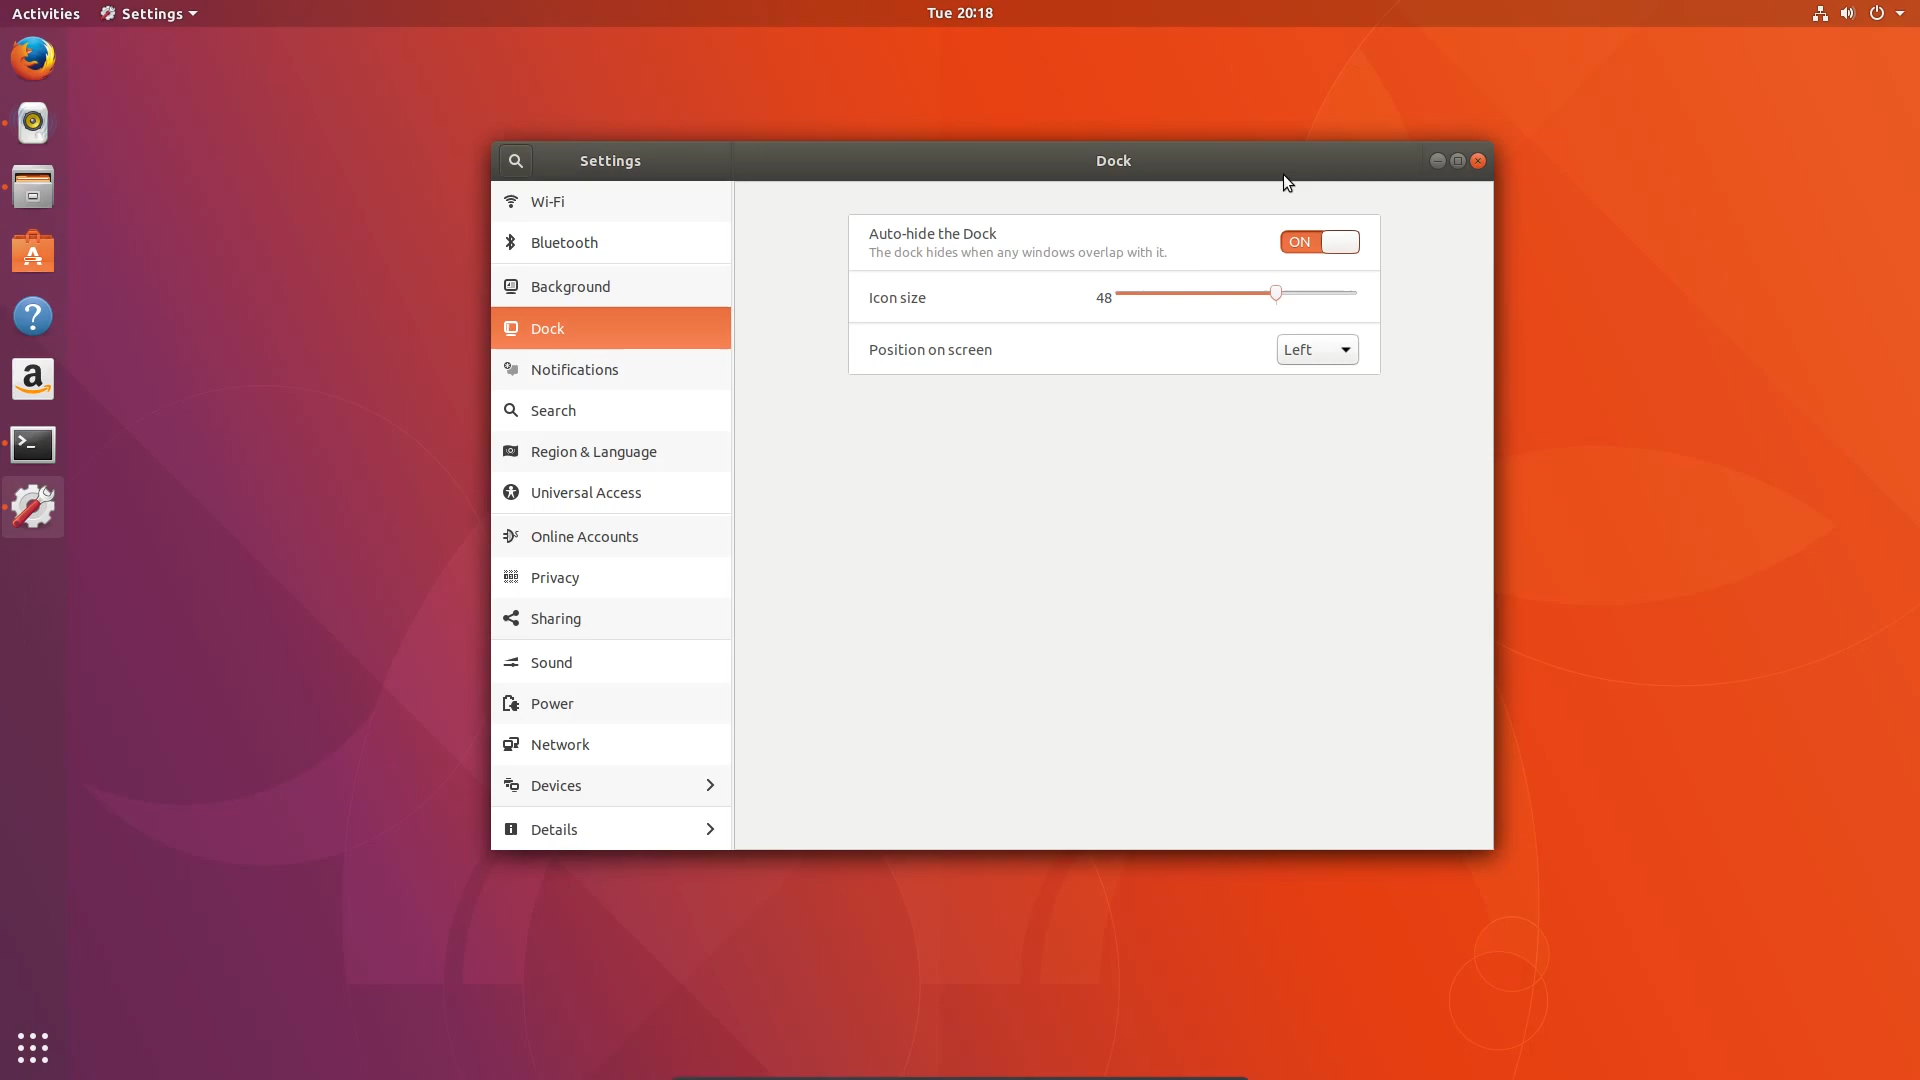 Activities
Settings
Tue 20:18
Settings
Dock
Wi-Fi
Bluetooth
Background
Dock
Notifications
Search
Region & Language
Universal Access
Online Accounts
Privacy
Sharing
Sound
Power
Network
Devices
Details
Auto-hide the Dock
ON
The dock hides when any windows overlap with it.
Icon size
48
Position on screen
Left